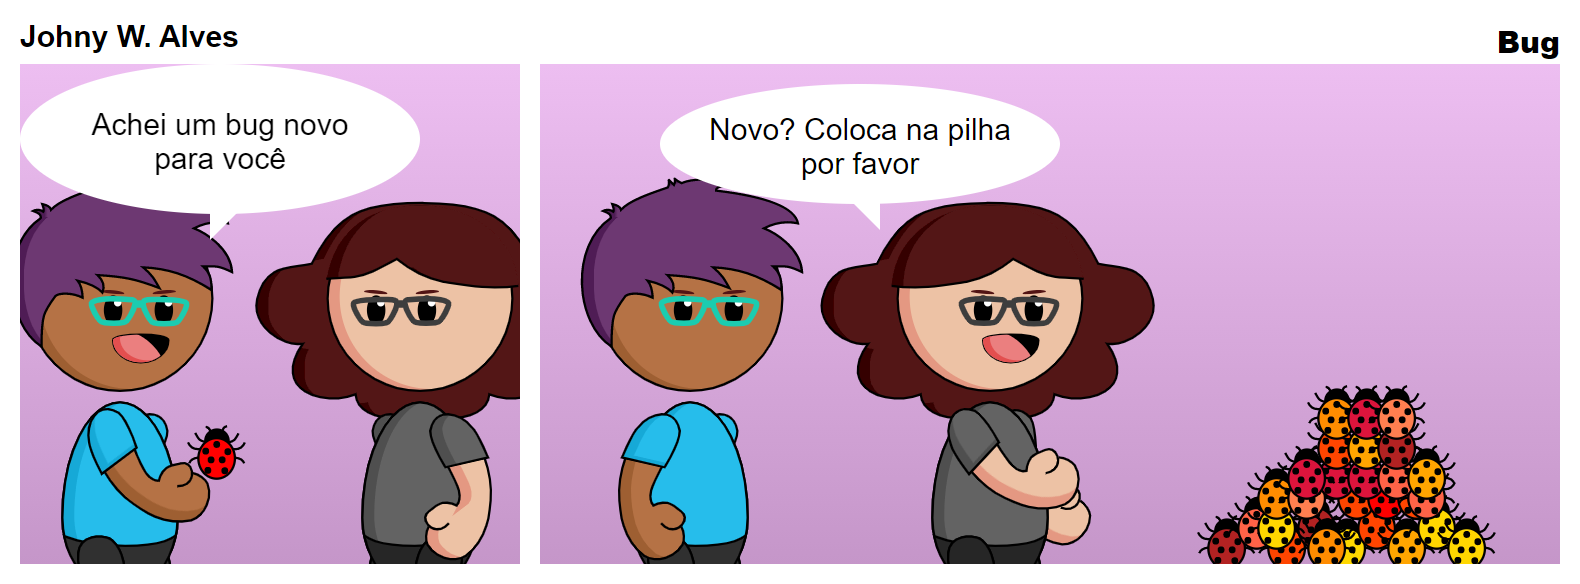 Johny W. Alves
Bug
Achei um bug novo
para você
Novo? Coloca na pilha
por favor